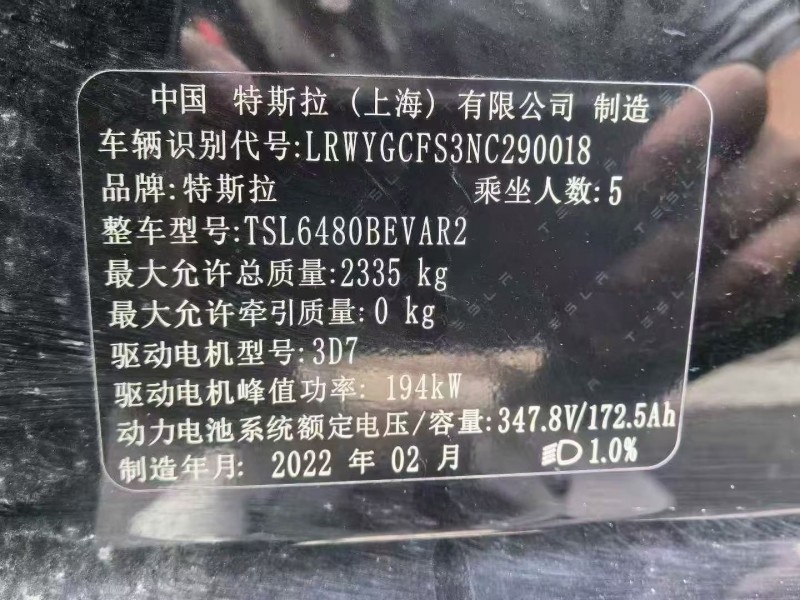 中国 特斯拉 (上海) 有限公司 制造
车辆识别代号:LRWYGCFS3NC290018
品牌:特斯拉 乘坐人数:5
整车型号:TSL6480BEVAR2
最大允许总质量:2335 kg
最大允许牵引质量:0 kg
驱动电机型号:3D7
驱动电机峰值功率: 194kW
动力电池系统额定电压/容量:347.8V/172.5Ah
制造年月: 2022 年 02 月 1.0%
TESLA